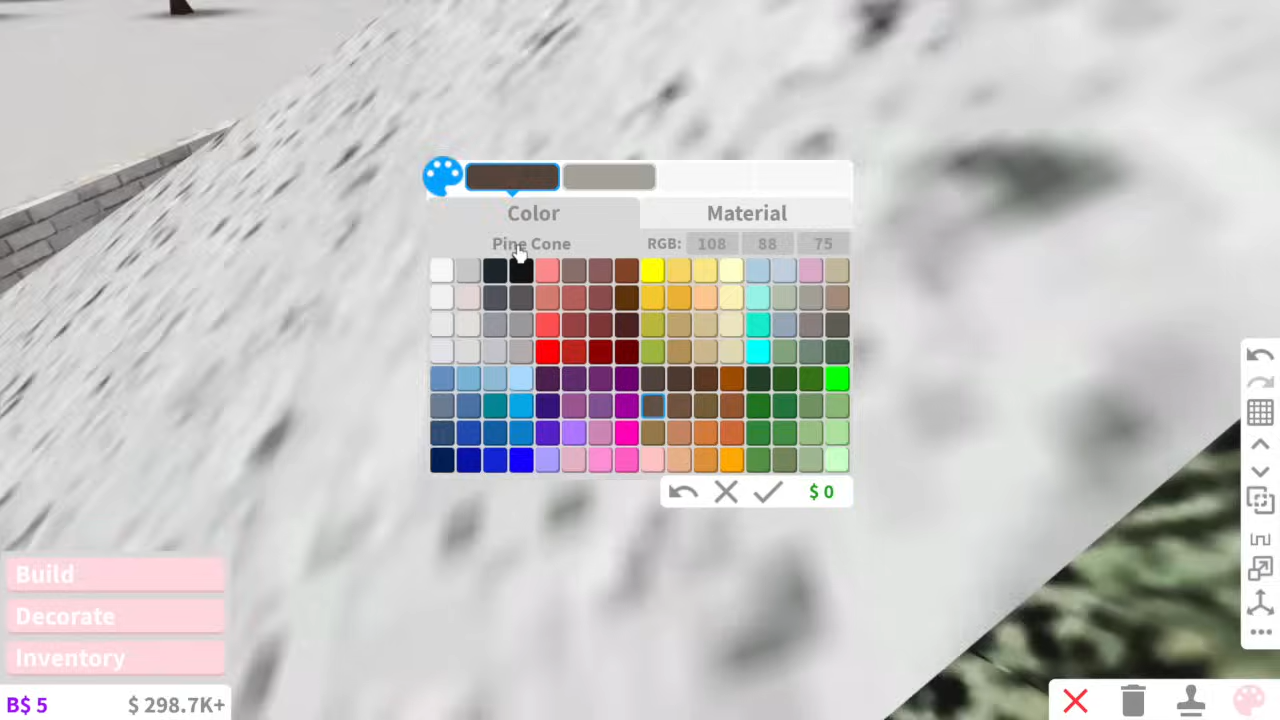 Color
Material
Pine Cone
RGB: 108 88 75
$ 0
Build
Decorate
Inventory
B$ 5
$ 298.7K+